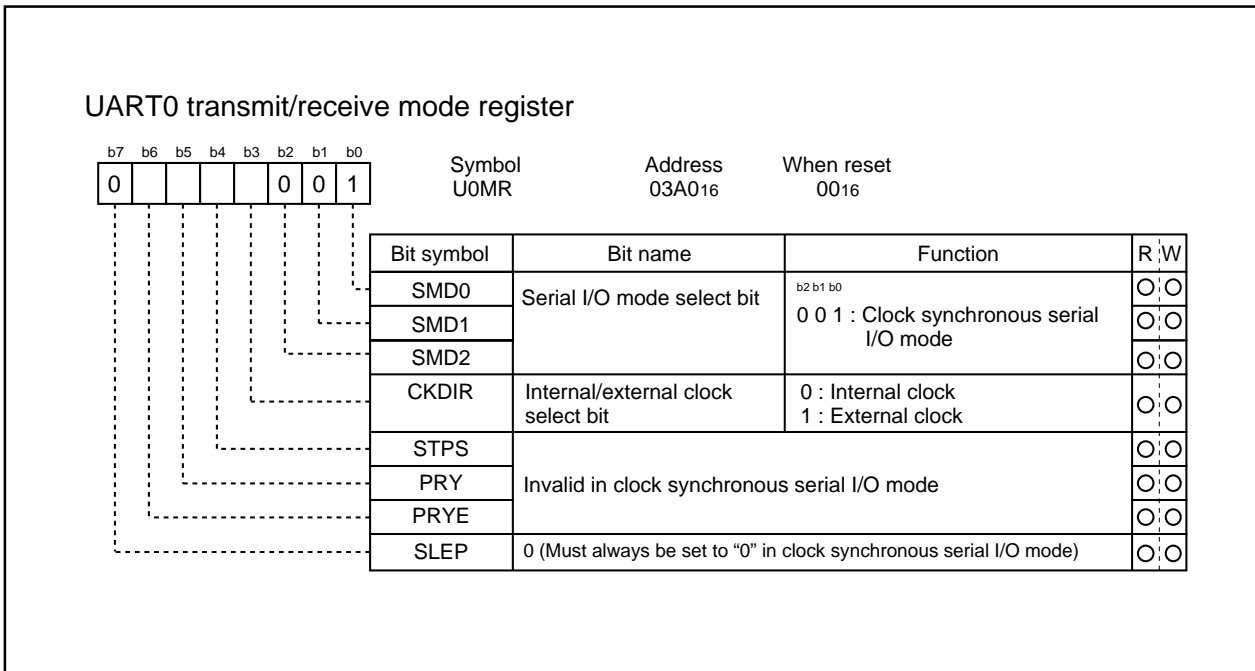 UART0 transmit/receive mode register
b7 b6 b5 b4 b3 b2 b1 b0
0 0 0 1
Symbol Address When reset
U0MR 03A016 0016
Bit symbol Bit name Function R W
SMD0 Serial I/O mode select bit b2 b1 b0
SMD1 0 0 1 : Clock synchronous serial
I/O mode
SMD2
CKDIR Internal/external clock 0 : Internal clock
select bit 1 : External clock
STPS
PRY Invalid in clock synchronous serial I/O mode
PRYE
SLEP 0 (Must always be set to “0” in clock synchronous serial I/O mode)